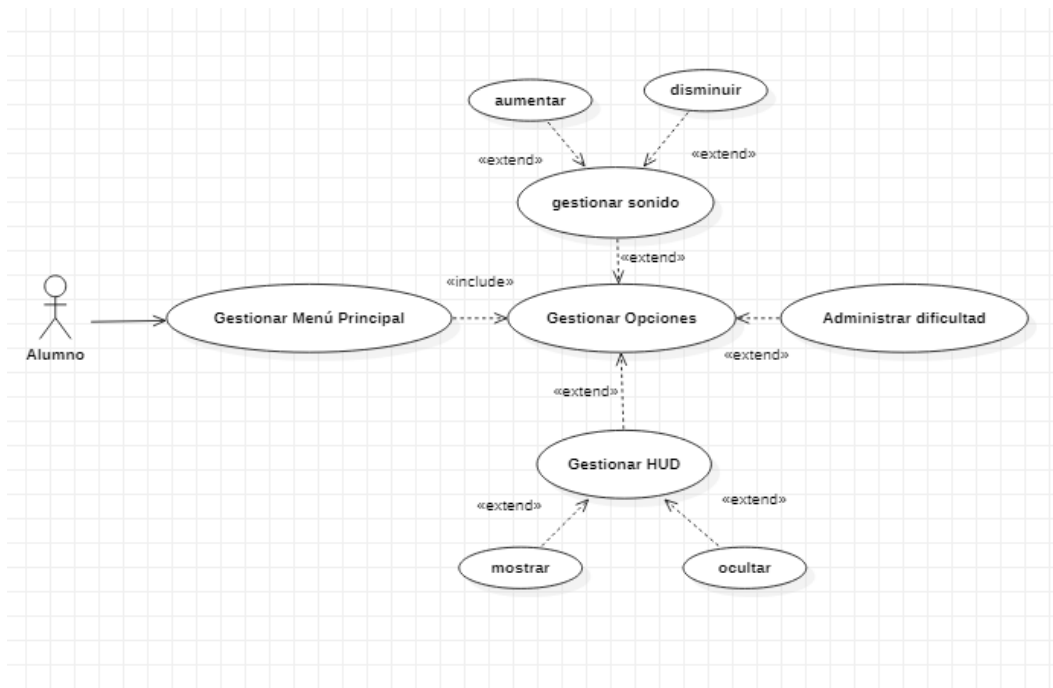 aumentar
disminuir
«extend»
«extend»
gestionar sonido
«extend»
«include»
Gestionar Menú Principal
Gestionar Opciones
Administrar dificultad
Alumno
«extend»
«extend»
Gestionar HUD
«extend»
«extend»
mostrar
ocultar